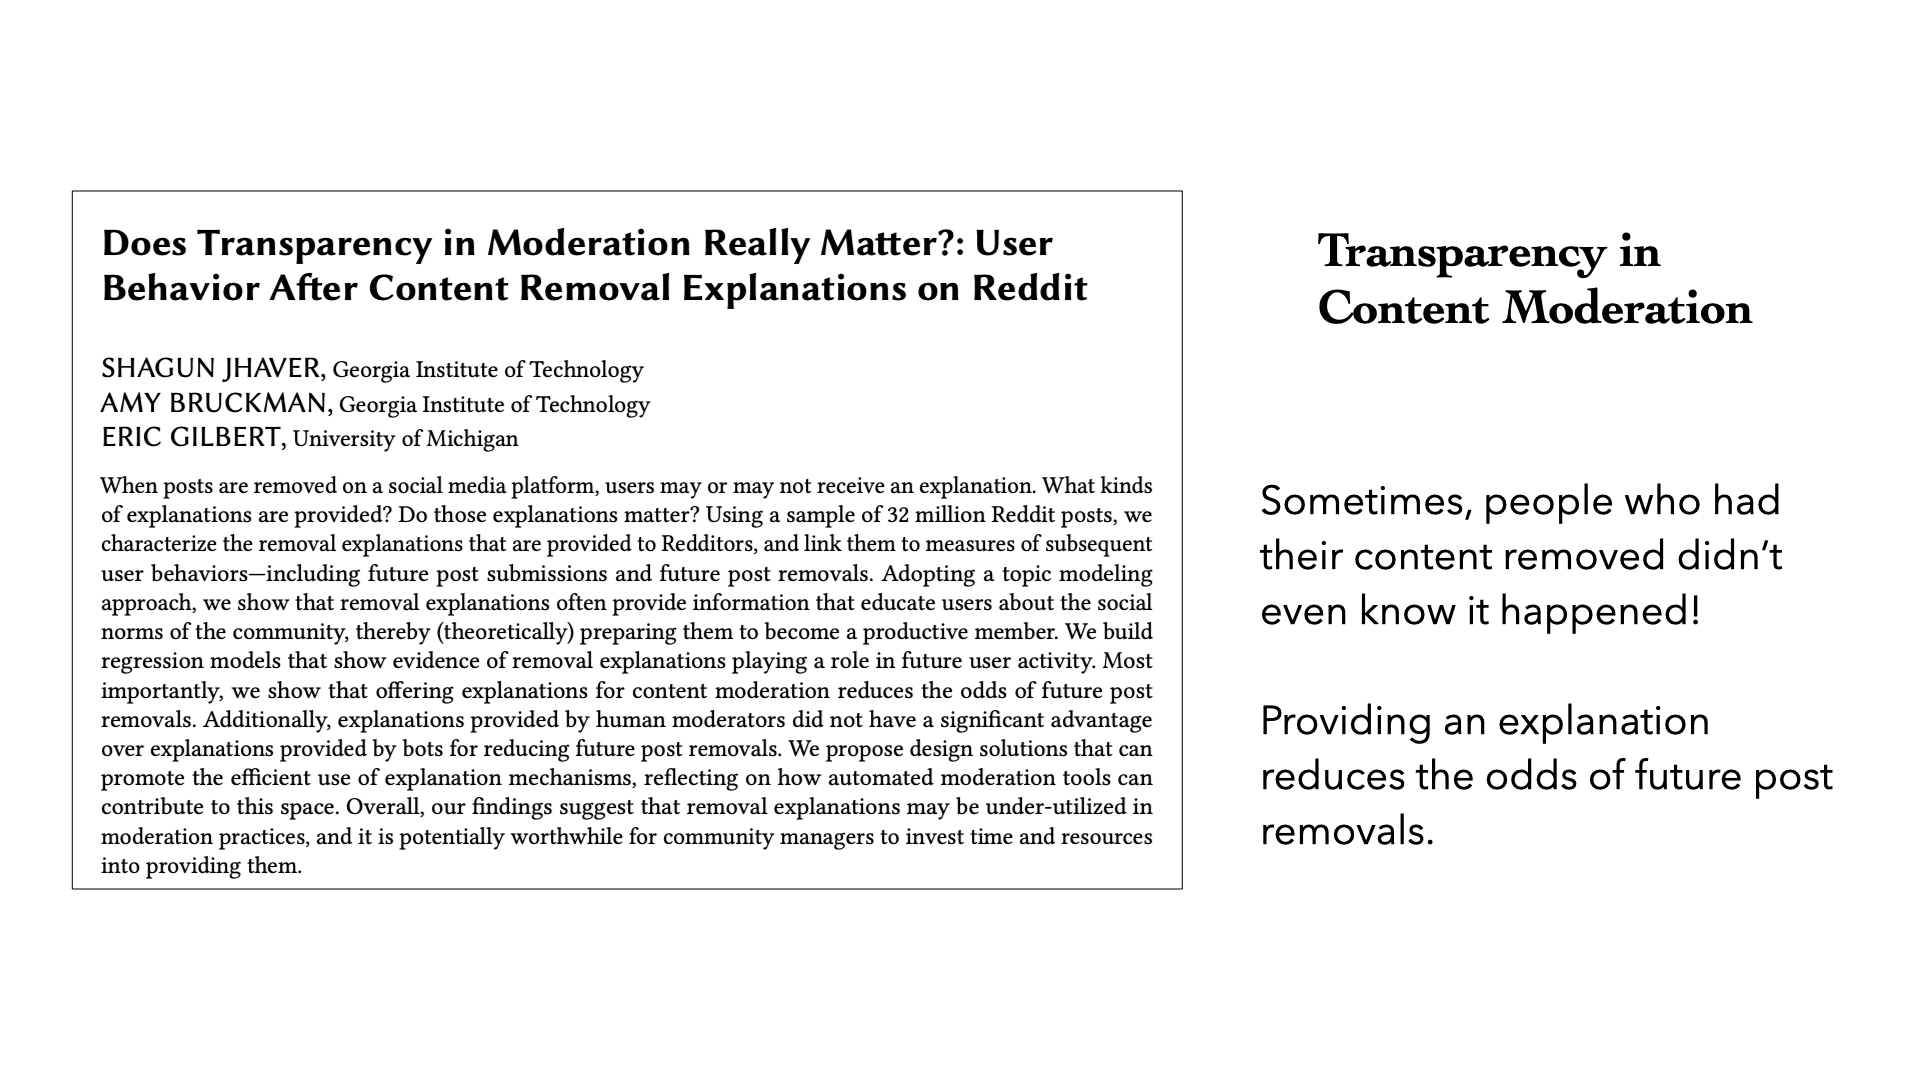 Does Transparency in Moderation Really Matter?: User
Behavior After Content Removal Explanations on Reddit
SHAGUN JHAVER, Georgia Institute of Technology
AMY BRUCKMAN, Georgia Institute of Technology
ERIC GILBERT, University of Michigan
When posts are removed on a social media platform, users may or may not receive an explanation. What kinds
of explanations are provided? Do those explanations matter? Using a sample of 32 million Reddit posts, we
characterize the removal explanations that are provided to Redditors, and link them to measures of subsequent
user behaviors—including future post submissions and future post removals. Adopting a topic modeling
approach, we show that removal explanations often provide information that educate users about the social
norms of the community, thereby (theoretically) preparing them to become a productive member. We build
regression models that show evidence of removal explanations playing a role in future user activity. Most
importantly, we show that offering explanations for content moderation reduces the odds of future post
removals. Additionally, explanations provided by human moderators did not have a significant advantage
over explanations provided by bots for reducing future post removals. We propose design solutions that can
promote the efficient use of explanation mechanisms, reflecting on how automated moderation tools can
contribute to this space. Overall, our findings suggest that removal explanations may be under-utilized in
moderation practices, and it is potentially worthwhile for community managers to invest time and resources
into providing them.
Transparency in
Content Moderation
Sometimes, people who had
their content removed didn’t
even know it happened!
Providing an explanation
reduces the odds of future post
removals.